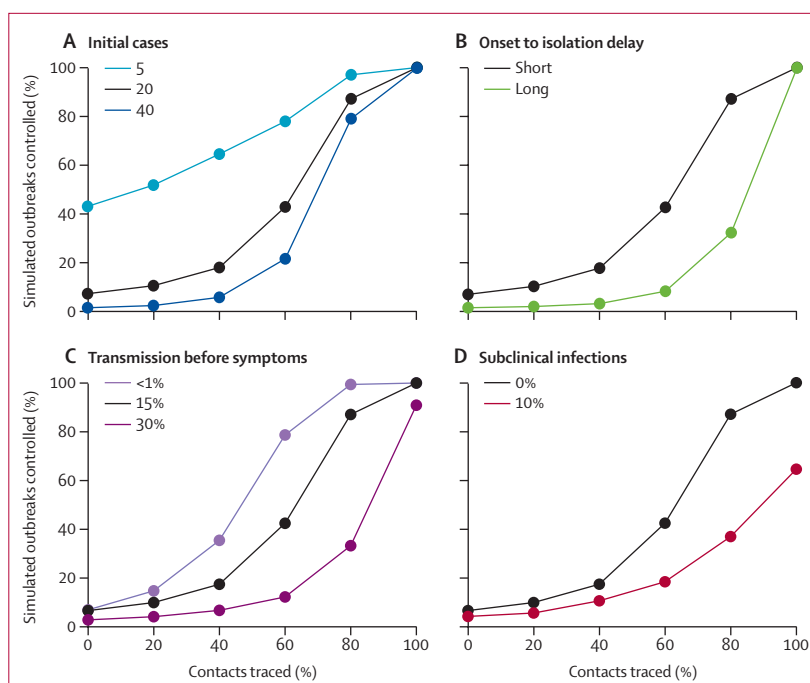 A Initial cases
5
20
40
100
80
60
40
20
0
Simulated outbreaks controlled (%)
B Onset to isolation delay
Short
Long
C Transmission before symptoms
<1%
15%
30%
100
80
60
40
20
0
Simulated outbreaks controlled (%)
0 20 40 60 80 100
Contacts traced (%)
D Subclinical infections
0%
10%
0 20 40 60 80 100
Contacts traced (%)